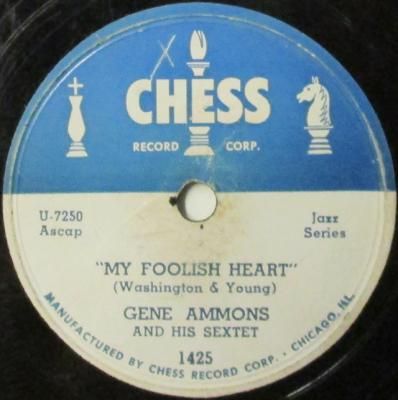 CHESS
RECORD CORP.
U-7250
Ascap
Jazz
Series
"MY FOOLISH HEART"
(Washington & Young)
GENE AMMONS
AND HIS SEXTET
1425
MANUFACTURED BY CHESS RECORD CORP. • CHICAGO, ILL.